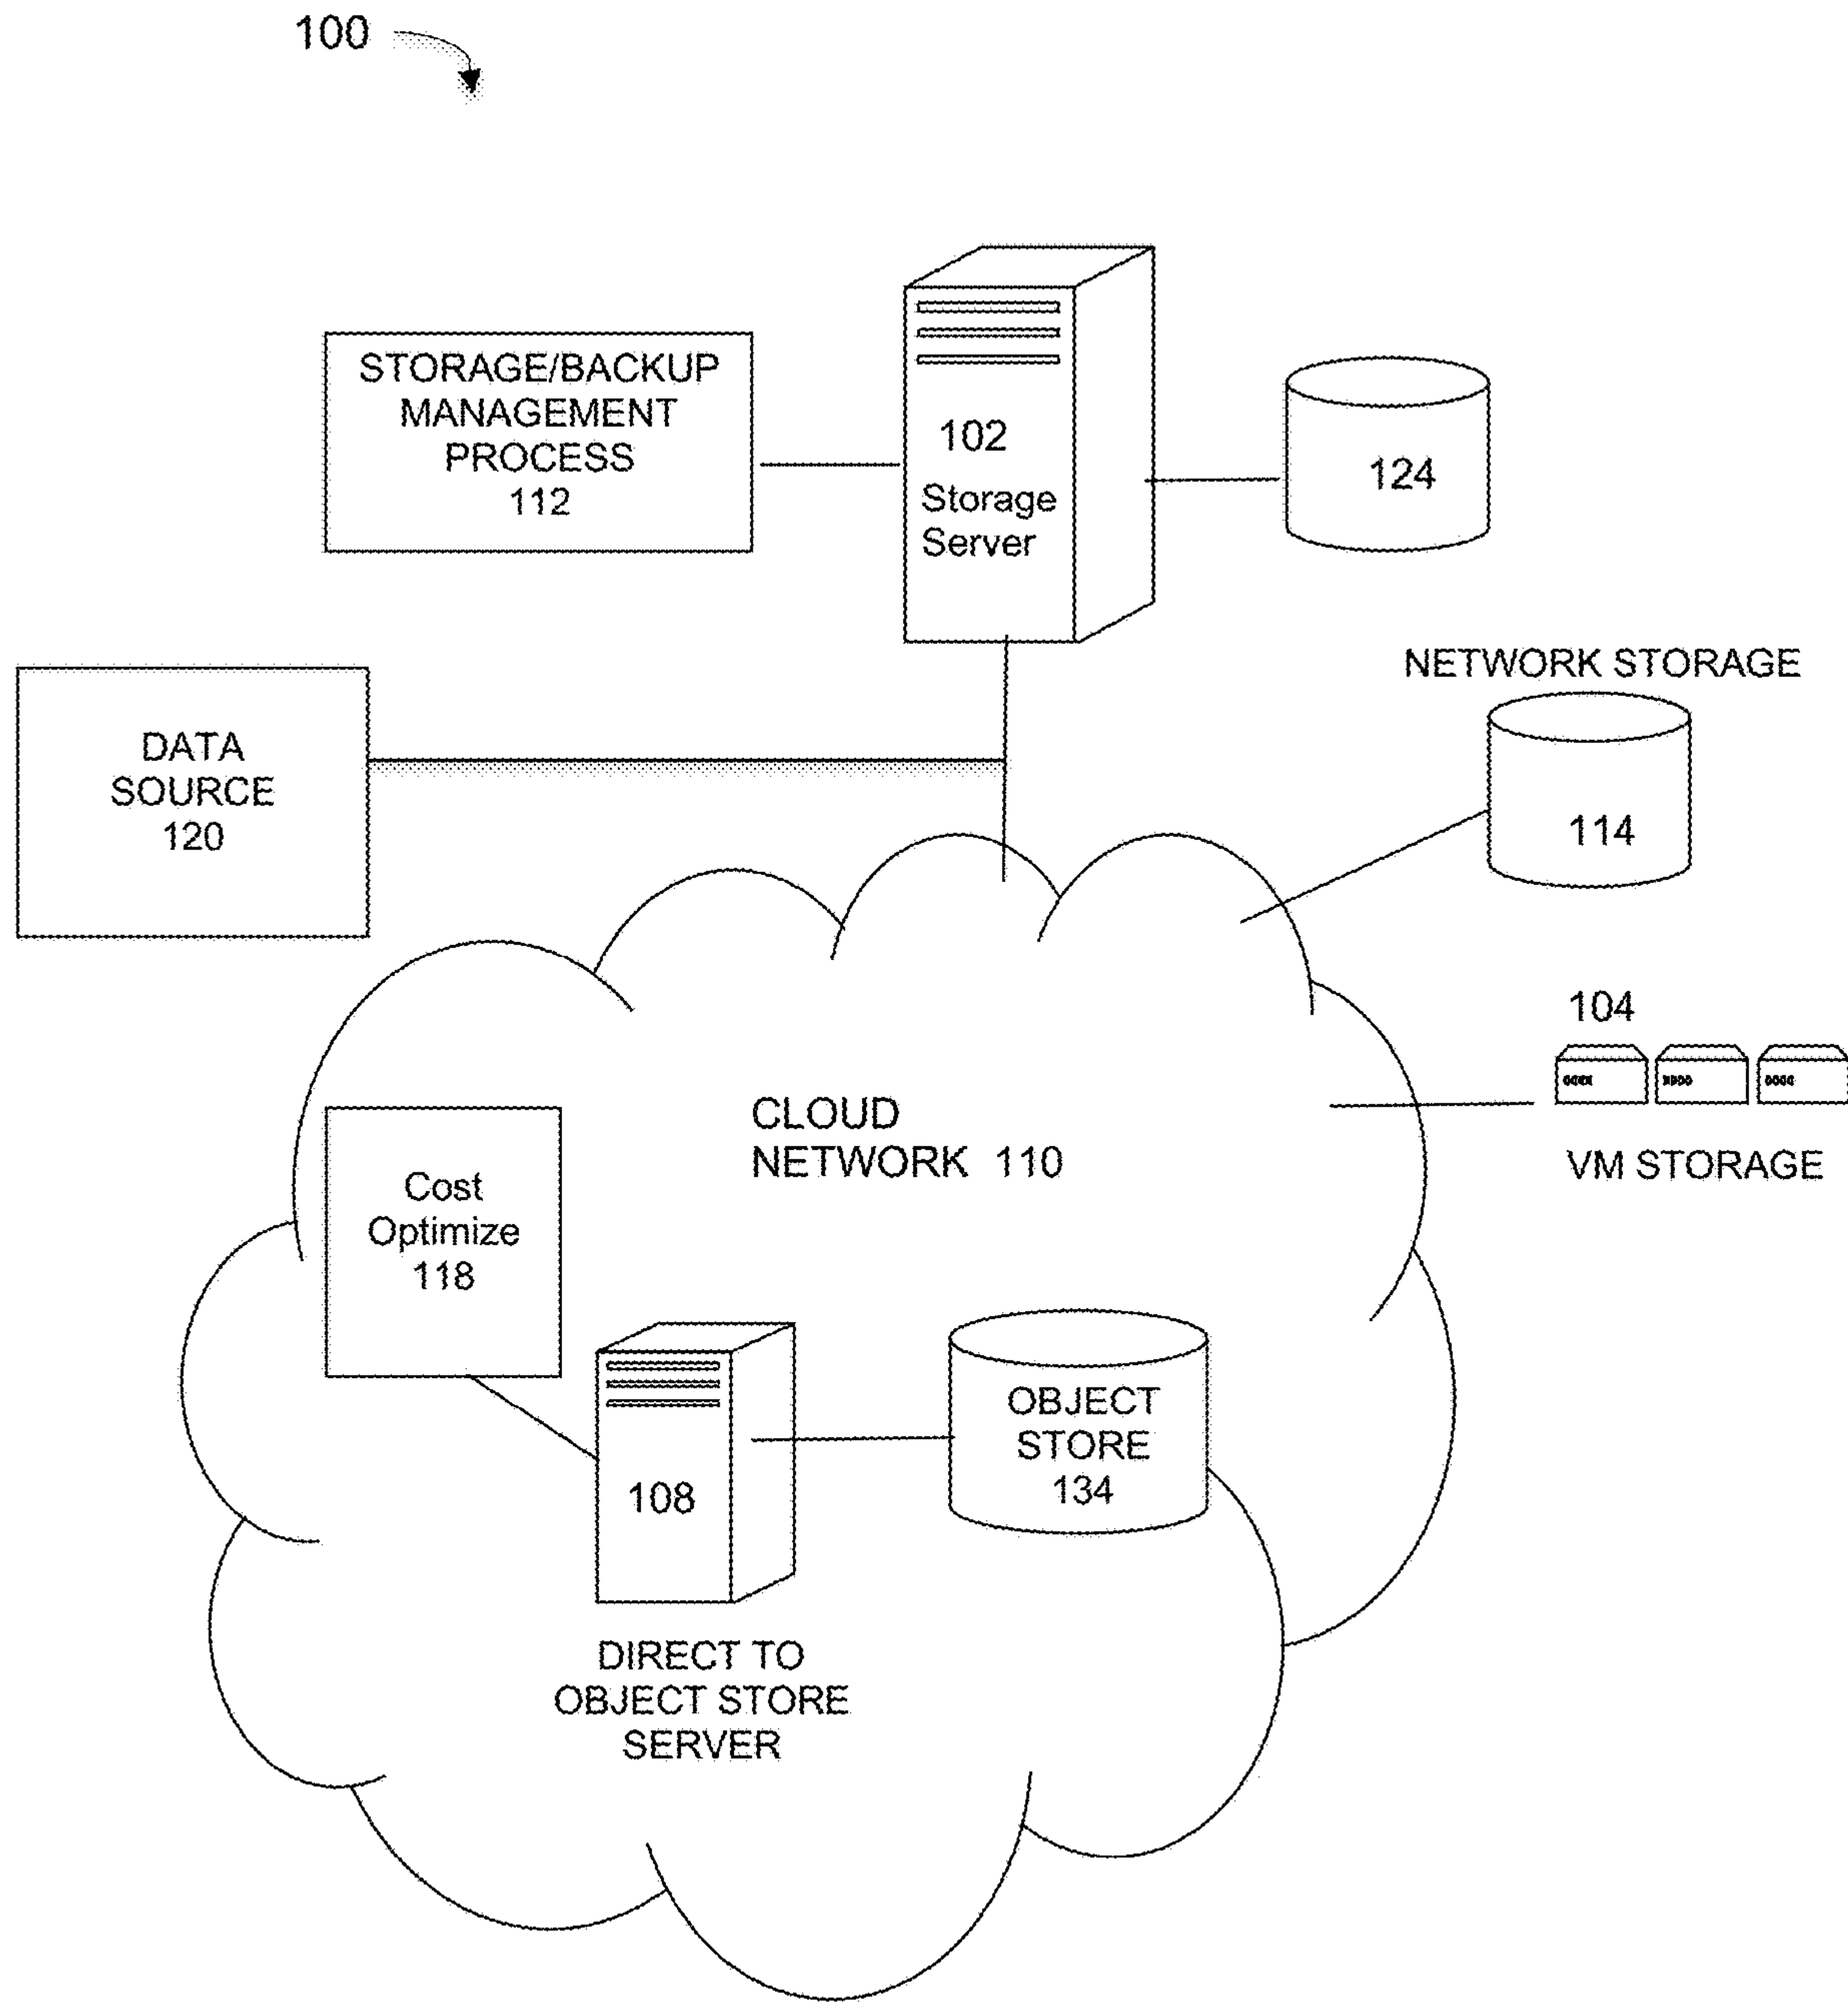 100
STORAGE/BACKUP
MANAGEMENT
PROCESS
112
102
Storage
Server
124
DATA
SOURCE
120
NETWORK STORAGE
114
104
VM STORAGE
CLOUD
NETWORK 110
Cost
Optimize
118
108
OBJECT
STORE
134
DIRECT TO
OBJECT STORE
SERVER